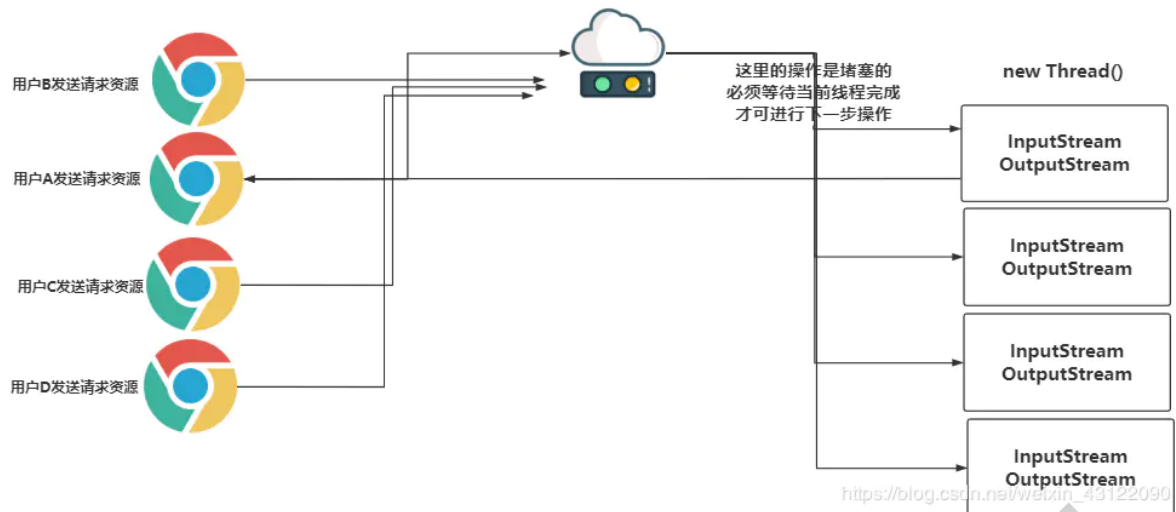 用户B发送请求资源
用户A发送请求资源
用户C发送请求资源
用户D发送请求资源
这里的操作是堵塞的
必须等待当前线程完成
才可进行下一步操作
new Thread()
InputStream
OutputStream
InputStream
OutputStream
InputStream
OutputStream
InputStream
OutputStream
https://blog.csdn.net/weixin_43122090